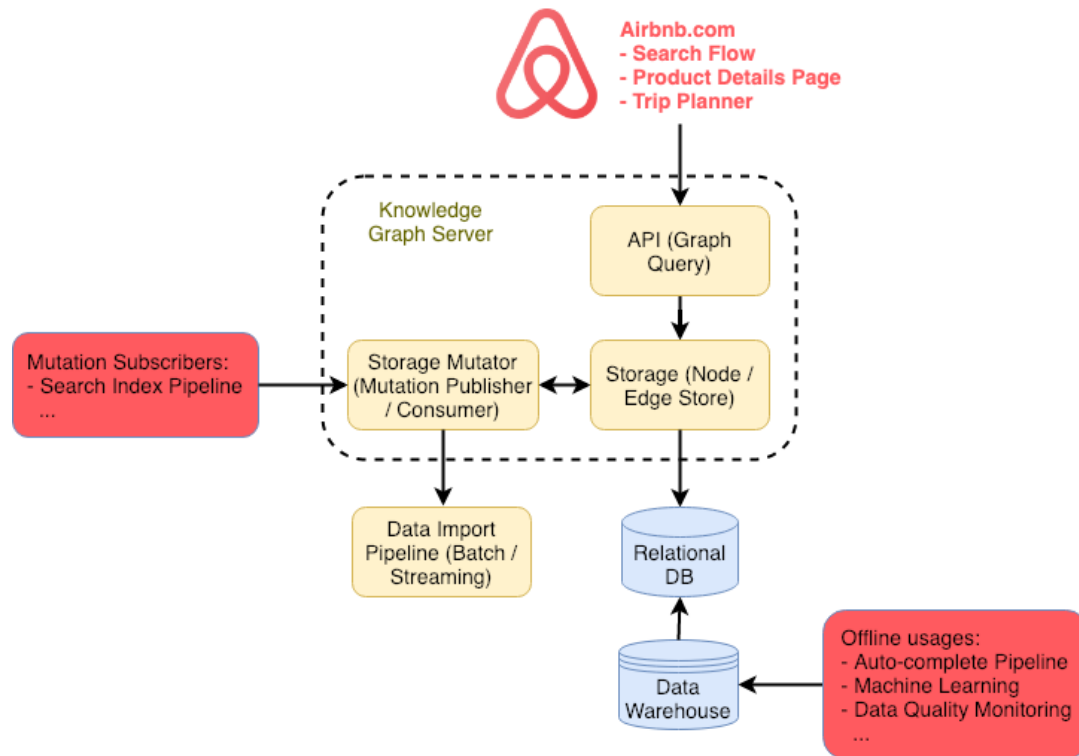 Airbnb.com
- Search Flow
- Product Details Page
- Trip Planner
Knowledge
Graph Server
API (Graph
Query)
Mutation Subscribers:
- Search Index Pipeline
...
Storage Mutator
(Mutation Publisher
/ Consumer)
Storage (Node /
Edge Store)
Data Import
Pipeline (Batch /
Streaming)
Relational
DB
Data
Warehouse
Offline usages:
- Auto-complete Pipeline
- Machine Learning
- Data Quality Monitoring
...